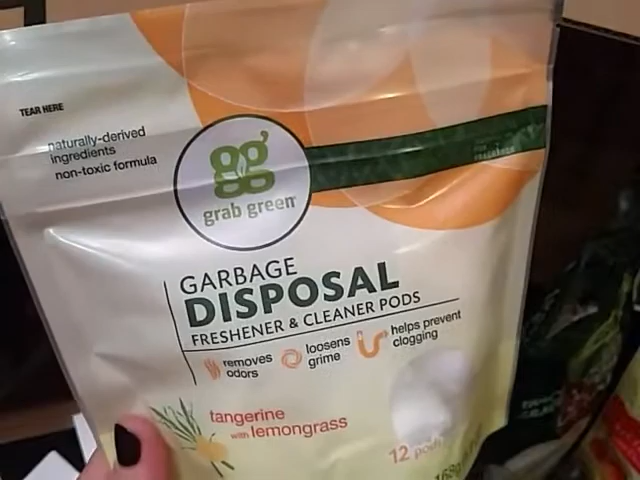 TEAR HERE
naturally-derived
ingredients
non-toxic formula
gg
grab green
GARBAGE
DISPOSAL
FRESHENER & CLEANER PODS
removes
odors
loosens
grime
helps prevent
clogging
tangerine
with lemongrass
12 pods